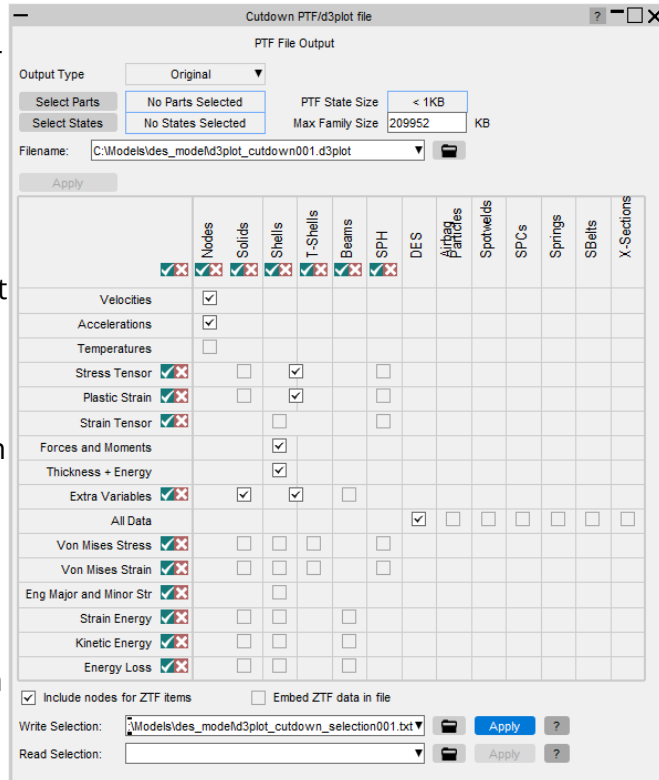 Cutdown PTF/d3plot file ?
PTF File Output
Output Type Original
Select Parts No Parts Selected PTF State Size < 1KB
Select States No States Selected Max Family Size 209952 KB
Filename: C:\Models\des_model\d3plot_cutdown001.d3plot
Apply
Nodes Solids Shells T-Shells Beams SPH DES Airbag Particles Spotwelds SPCs Springs SBelts X-Sections
Velocities
Accelerations
Temperatures
Stress Tensor
Plastic Strain
Strain Tensor
Forces and Moments
Thickness + Energy
Extra Variables
All Data
Von Mises Stress
Von Mises Strain
Eng Major and Minor Str
Strain Energy
Kinetic Energy
Energy Loss
Include nodes for ZTF items Embed ZTF data in file
Write Selection: :\Models\des_model\d3plot_cutdown_selection001.txt Apply ?
Read Selection: Apply ?